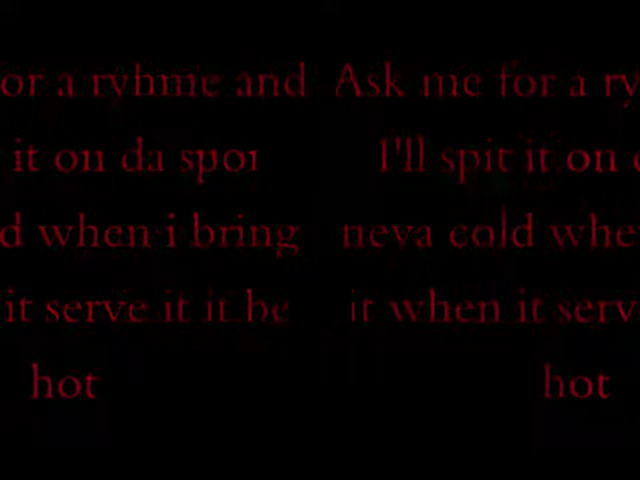 or a ryhme and Ask me for a ry
it on da spot I'll spit it on d
d when i bring neva cold whe
it serve it it be it when it serv
hot hot